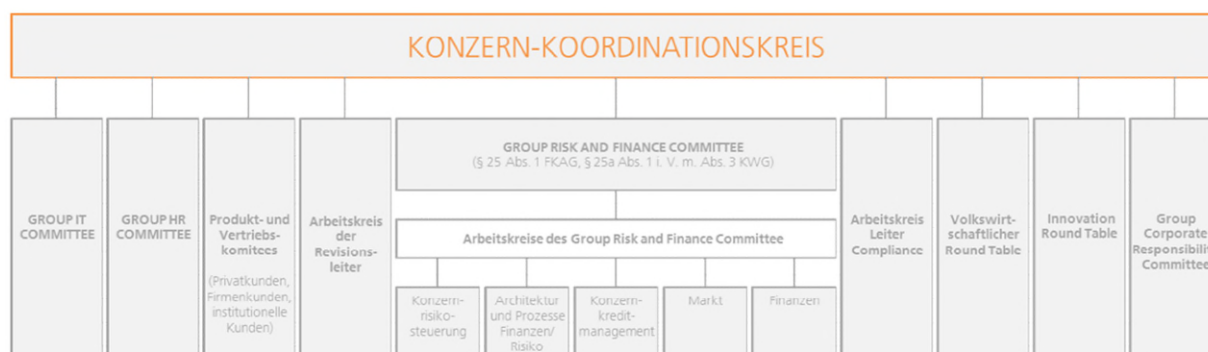 KONZERN-KOORDINATIONSKREIS
GROUP IT
COMMITTEE
GROUP HR
COMMITTEE
Produkt- und
Vertriebs-
komitees
(Privatkunden,
Firmenkunden,
institutionelle
Kunden)
Arbeitskreis
der
Revisions-
leiter
GROUP RISK AND FINANCE COMMITTEE
(§ 25 Abs. 1 FKAG, § 25a Abs. 1 i. V. m. Abs. 3 KWG)
Arbeitskreise des Group Risk and Finance Committee
Konzern-
risiko-
steuerung
Architektur
und Prozesse
Finanzen/
Risiko
Konzern-
kredit-
management
Markt
Finanzen
Arbeitskreis
Leiter
Compliance
Volkswirt-
schaftlicher
Round Table
Innovation
Round Table
Group
Corporate
Responsibilit
Committee